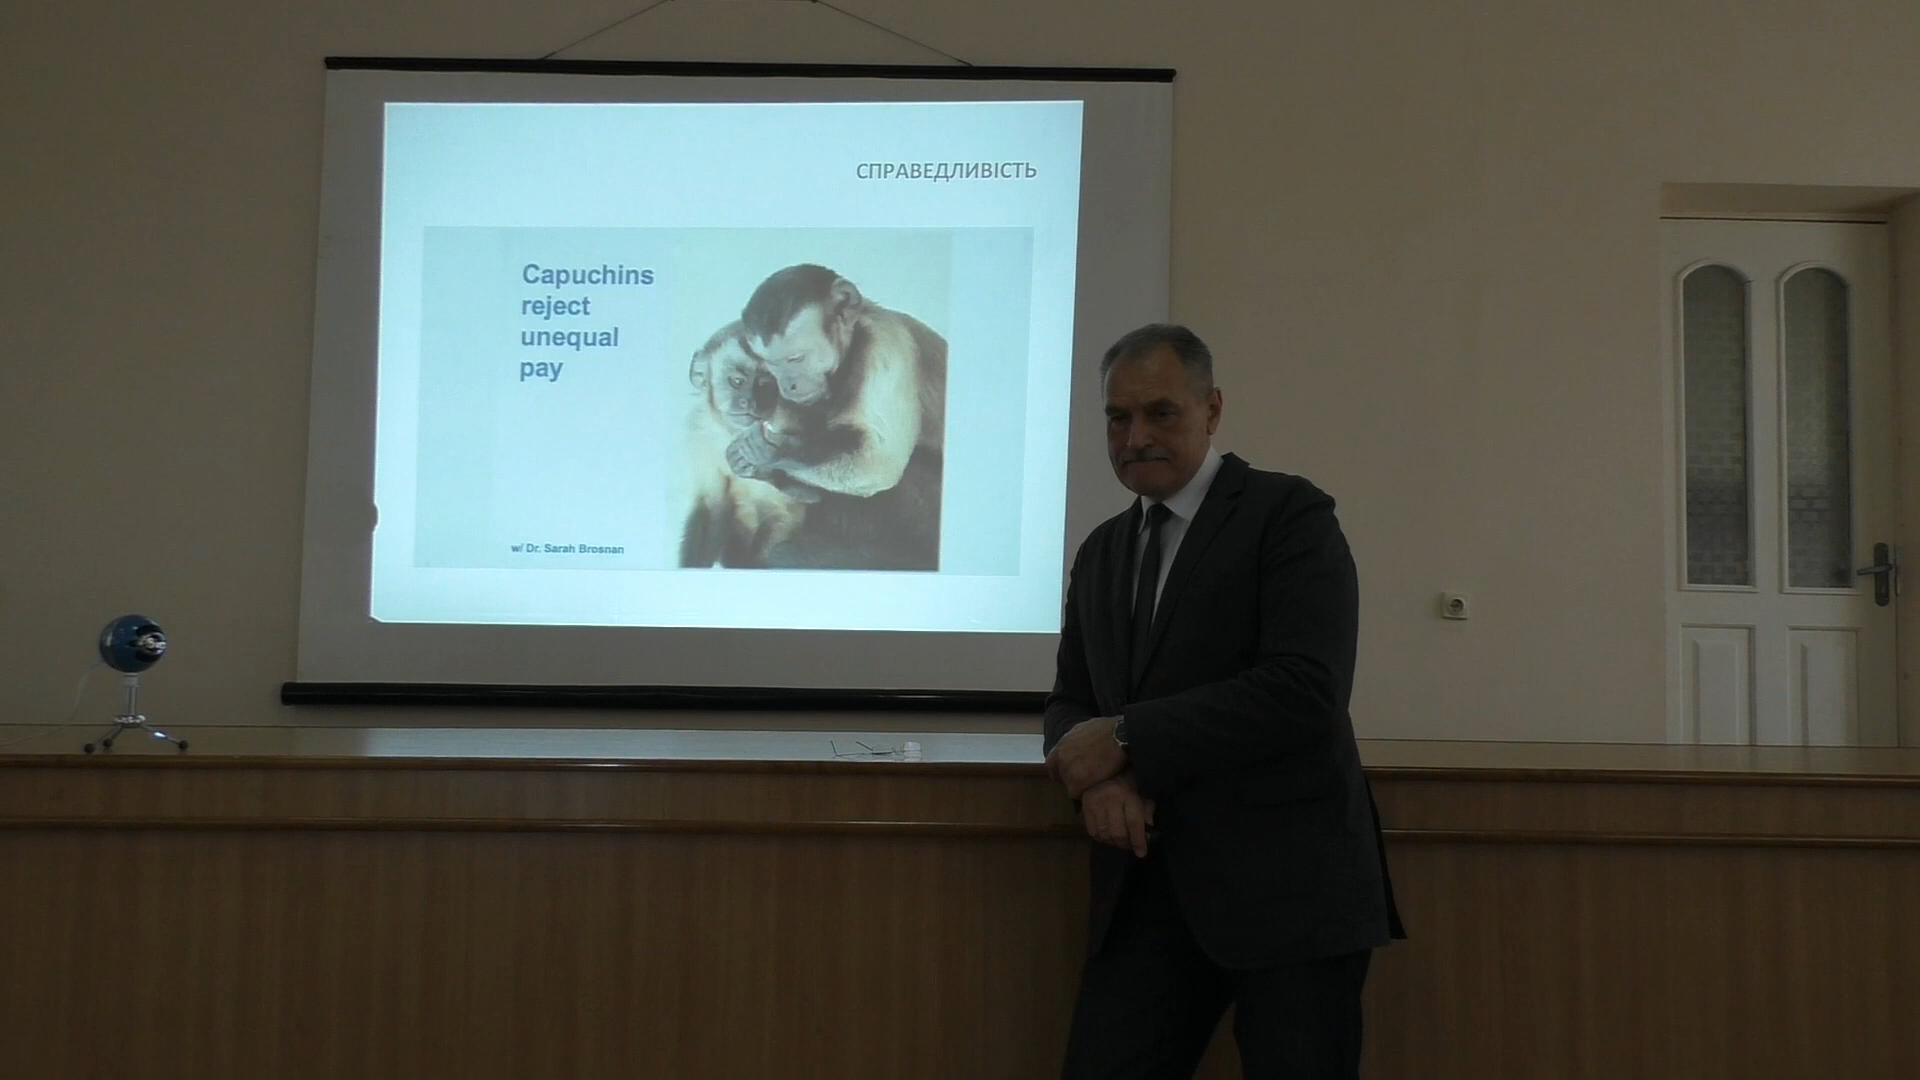 СПРАВЕДЛИВІСТЬ
Capuchins
reject
unequal
pay
w/ Dr. Sarah Brosnan